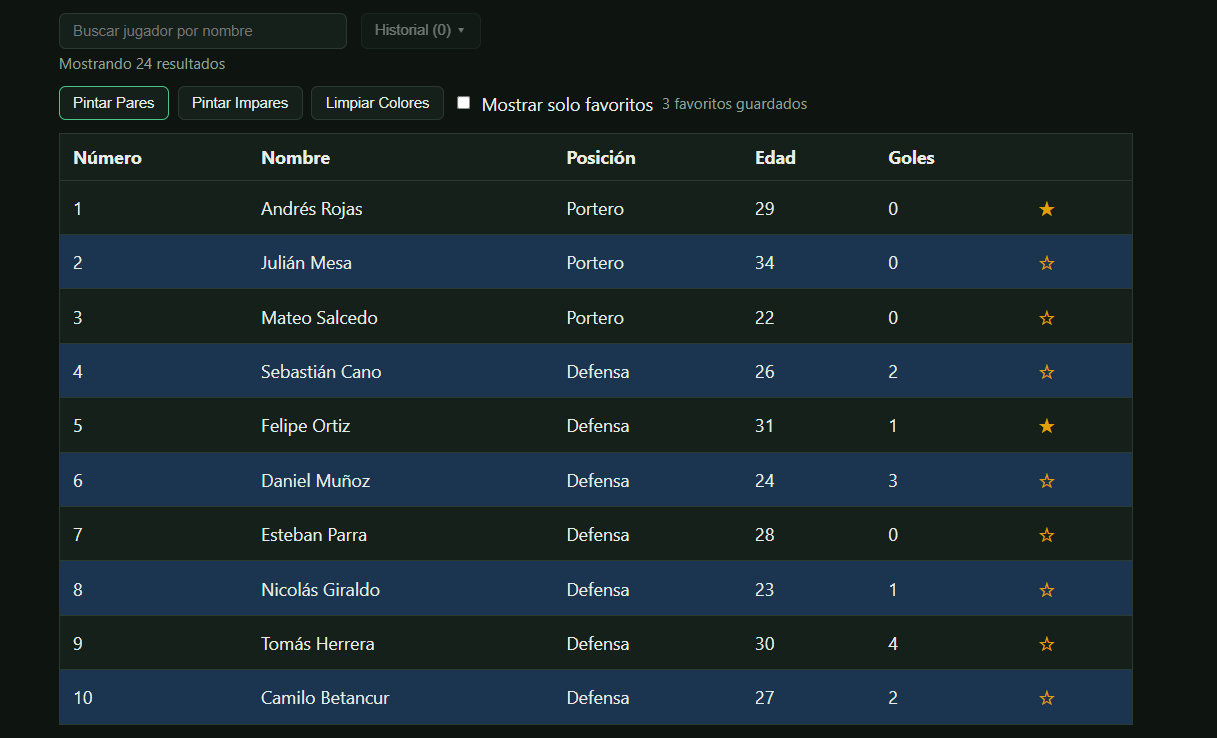 Buscar jugador por nombre Historial (0) ▾
Mostrando 24 resultados
Pintar Pares Pintar Impares Limpiar Colores Mostrar solo favoritos 3 favoritos guardados
Número Nombre Posición Edad Goles
1 Andrés Rojas Portero 29 0 ★
2 Julián Mesa Portero 34 0 ☆
3 Mateo Salcedo Portero 22 0 ☆
4 Sebastián Cano Defensa 26 2 ☆
5 Felipe Ortiz Defensa 31 1 ★
6 Daniel Muñoz Defensa 24 3 ☆
7 Esteban Parra Defensa 28 0 ☆
8 Nicolás Giraldo Defensa 23 1 ☆
9 Tomás Herrera Defensa 30 4 ☆
10 Camilo Betancur Defensa 27 2 ☆